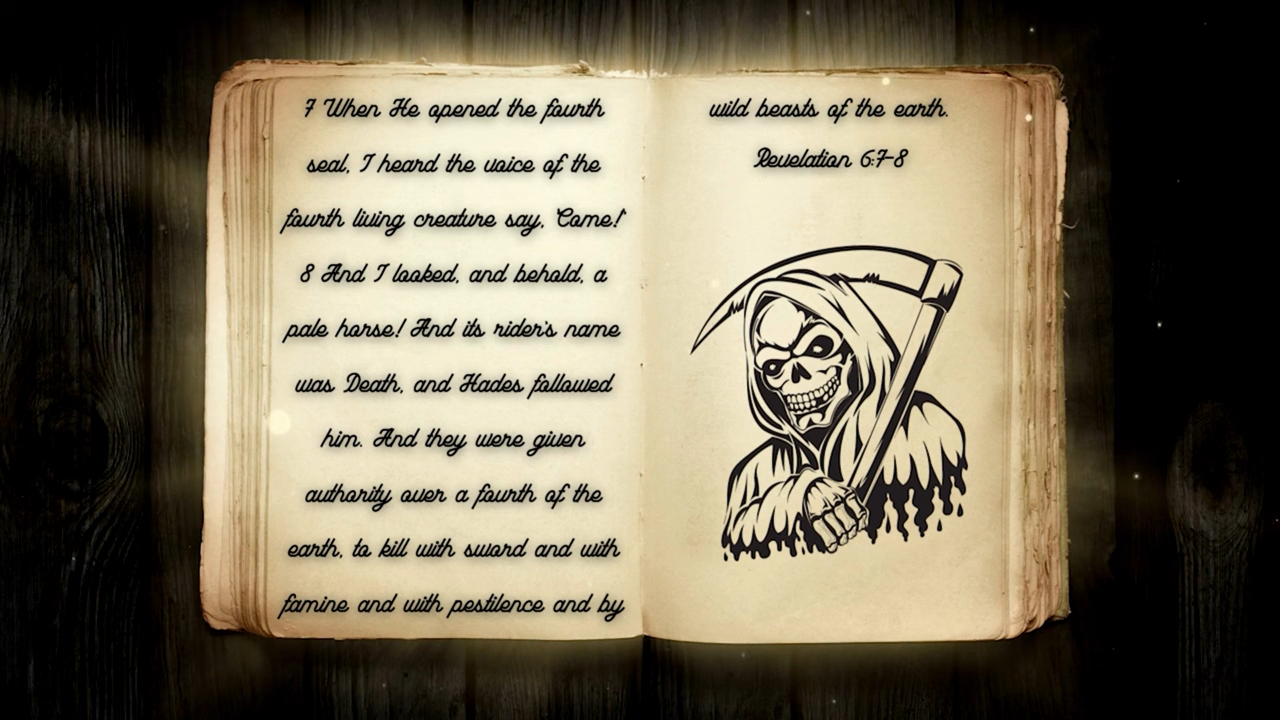 7 When He opened the fourth
seal, I heard the voice of the
fourth living creature say, "Come!"
8 And I looked, and behold, a
pale horse! And its rider's name
was Death, and Hades followed
him. And they were given
authority over a fourth of the
earth, to kill with sword and with
famine and with pestilence and by
wild beasts of the earth.
Revelation 6:7-8